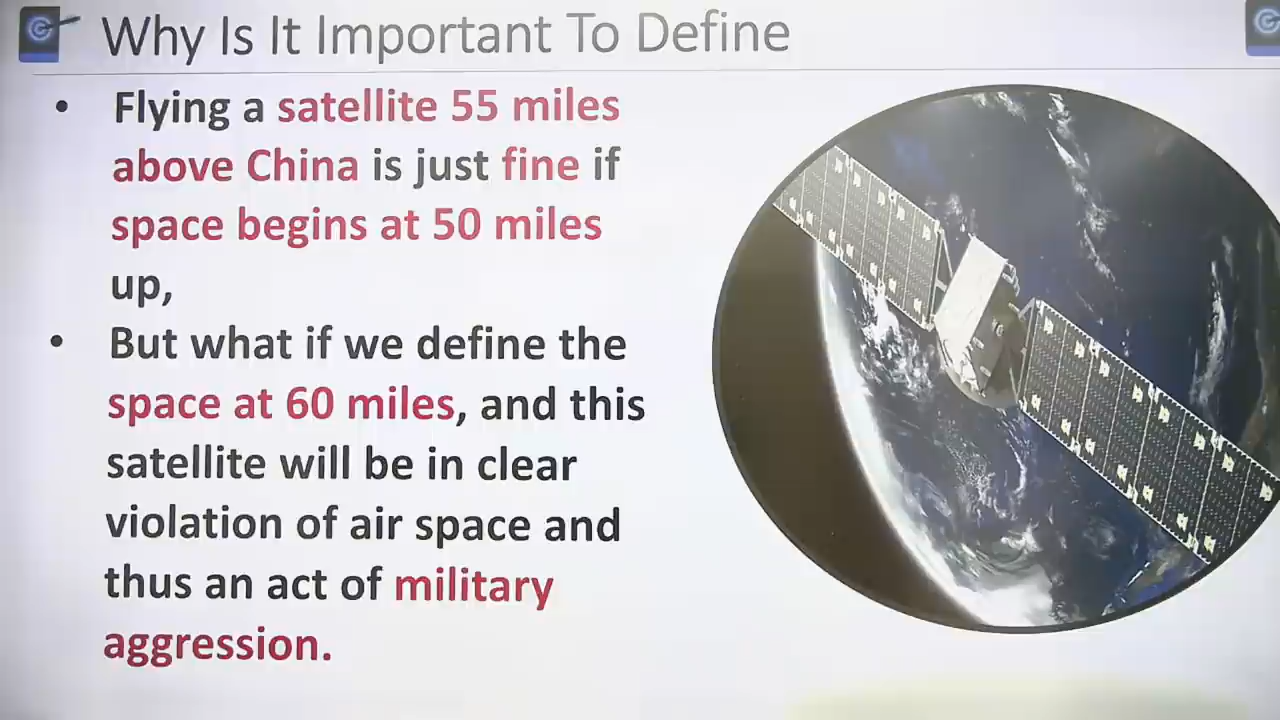 Why Is It Important To Define
• Flying a satellite 55 miles
above China is just fine if
space begins at 50 miles
up,
• But what if we define the
space at 60 miles, and this
satellite will be in clear
violation of air space and
thus an act of military
aggression.